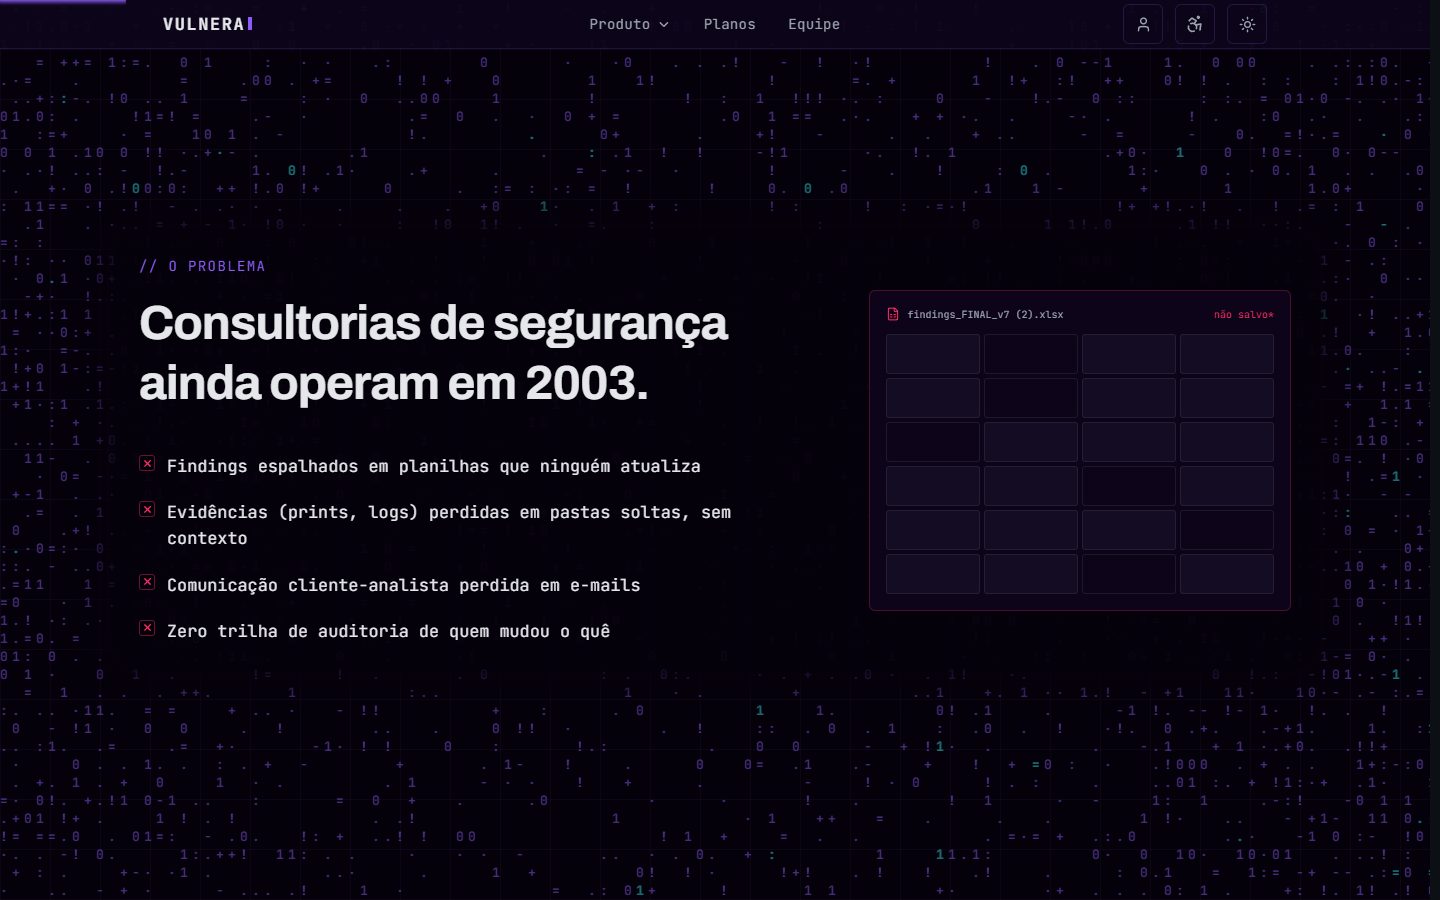 VULNERA
Produto
Planos
Equipe
// O PROBLEMA
Consultorias de segurança
ainda operam em 2003.
Findings espalhados em planilhas que ninguém atualiza
Evidências (prints, logs) perdidas em pastas soltas, sem
contexto
Comunicação cliente-analista perdida em e-mails
Zero trilha de auditoria de quem mudou o quê
findings_FINAL_v7 (2).xlsx
não salvo*